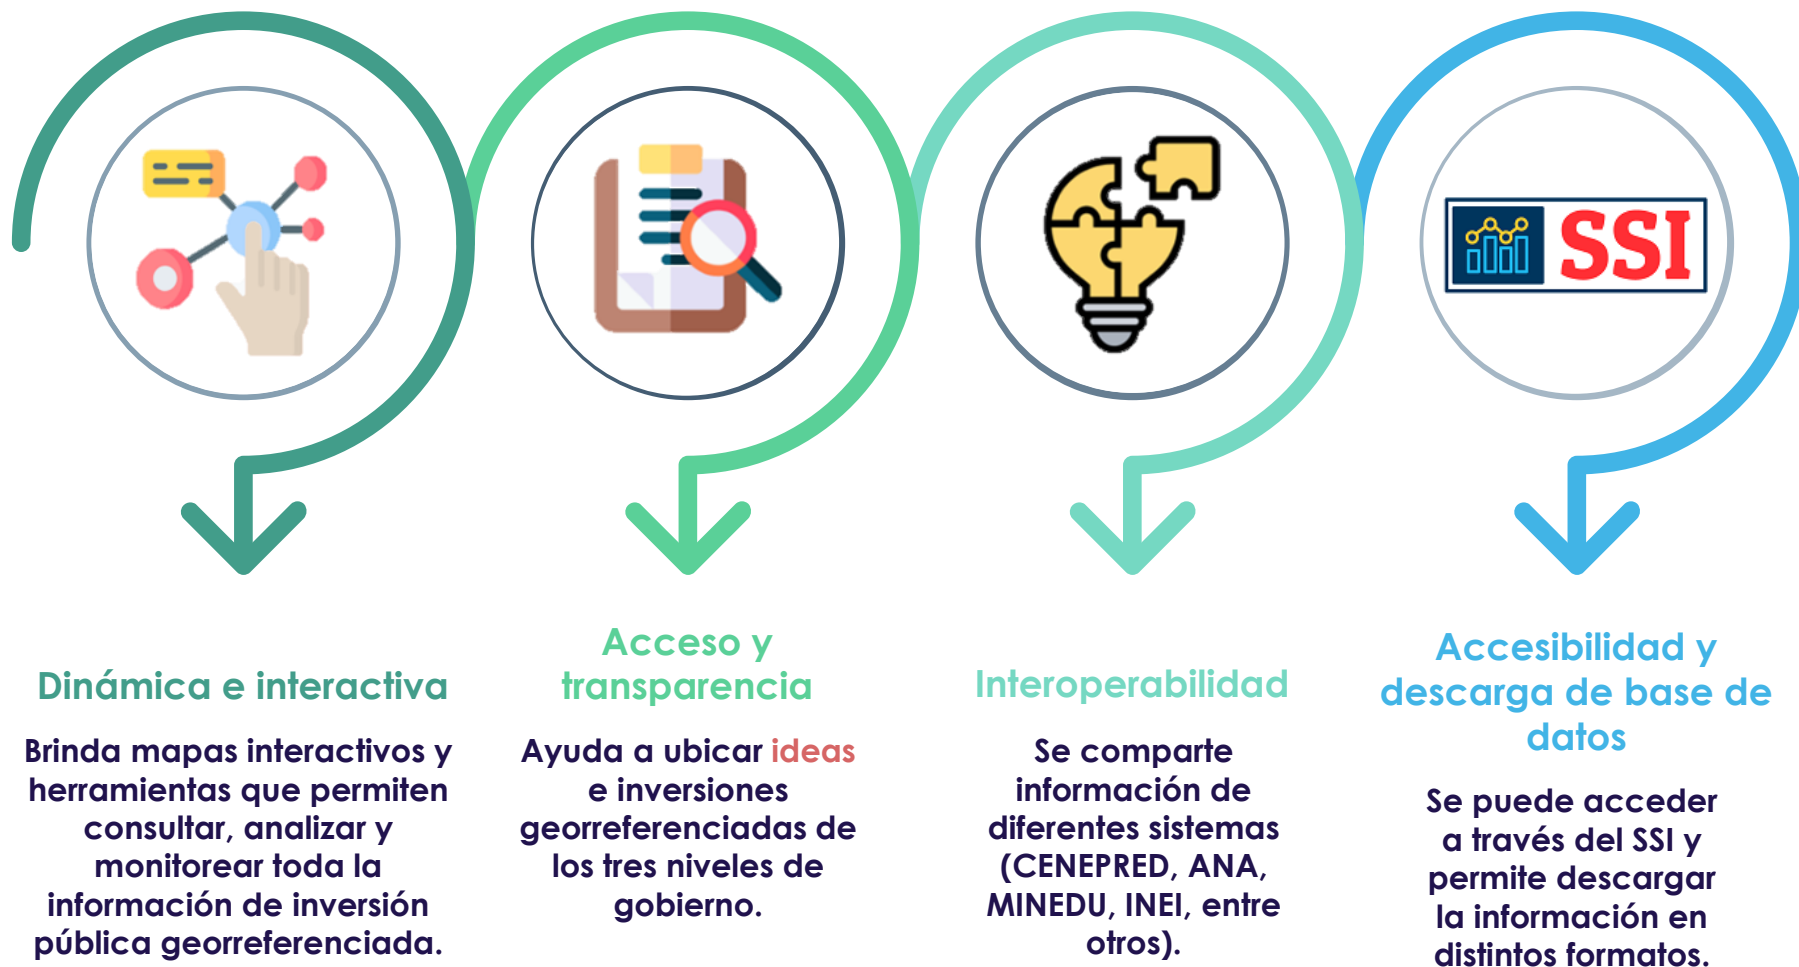 SSI
Dinámica e interactiva
Brinda mapas interactivos y
herramientas que permiten
consultar, analizar y
monitorear toda la
información de inversión
pública georreferenciada.
Acceso y
transparencia
Ayuda a ubicar ideas
e inversiones
georreferenciadas de
los tres niveles de
gobierno.
Interoperabilidad
Se comparte
información de
diferentes sistemas
(CENEPRED, ANA,
MINEDU, INEI, entre
otros).
Accesibilidad y
descarga de base de
datos
Se puede acceder
a través del SSI y
permite descargar
la información en
distintos formatos.